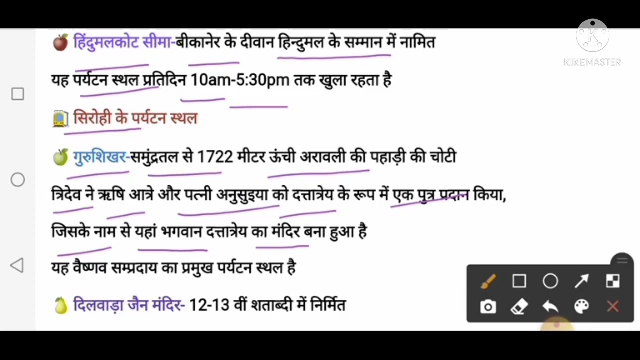 हिंदुमलकोट सीमा-बीकानेर के दीवान हिन्दुमल के सम्मान में नामित
यह पर्यटन स्थल प्रतिदिन 10am-5:30pm तक खुला रहता है
सिरोही के पर्यटन स्थल
गुरुशिखर-समुंद्रतल से 1722 मीटर ऊंची अरावली की पहाड़ी की चोटी
त्रिदेव ने ऋषि आत्रे और पत्नी अनुसुइया को दत्तात्रेय के रूप में एक पुत्र प्रदान किया,
जिसके नाम से यहां भगवान दत्तात्रेय का मंदिर बना हुआ है
यह वैष्णव सम्प्रदाय का प्रमुख पर्यटन स्थल है
दिलवाड़ा जैन मंदिर- 12-13 वीं शताब्दी में निर्मित
KINEMASTER